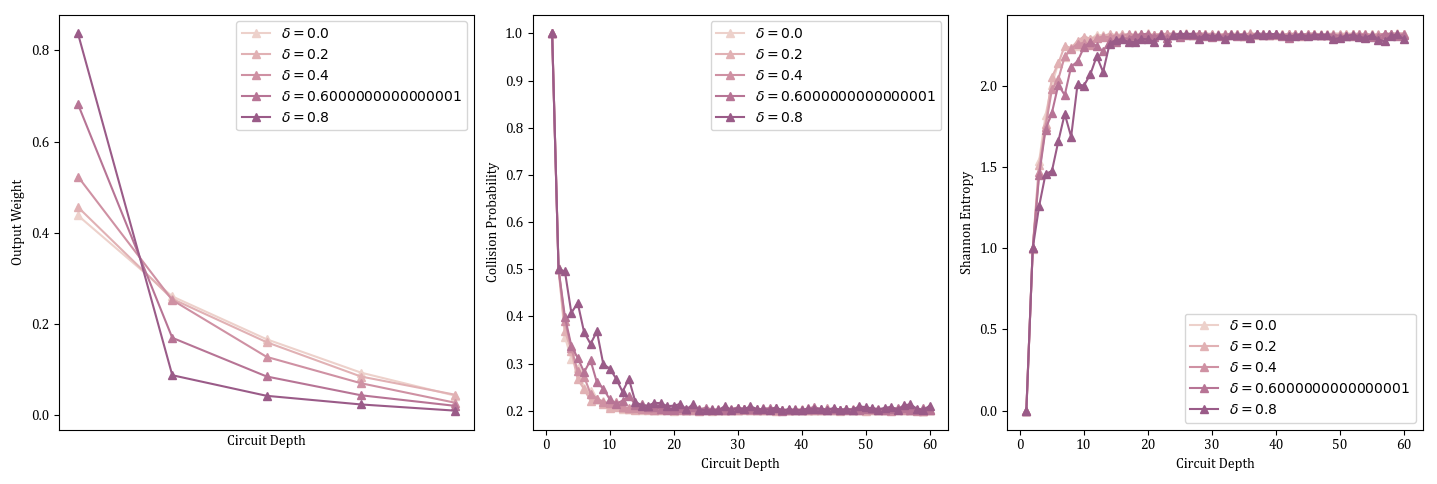 Output Weight
0.8
0.6
0.4
0.2
0.0
δ = 0.0
δ = 0.2
δ = 0.4
δ = 0.6000000000000001
δ = 0.8
Circuit Depth
Collision Probability
1.0
0.9
0.8
0.7
0.6
0.5
0.4
0.3
0.2
δ = 0.0
δ = 0.2
δ = 0.4
δ = 0.6000000000000001
δ = 0.8
0 10 20 30 40 50 60
Circuit Depth
Shannon Entropy
2.0
1.5
1.0
0.5
0.0
δ = 0.0
δ = 0.2
δ = 0.4
δ = 0.6000000000000001
δ = 0.8
0 10 20 30 40 50 60
Circuit Depth